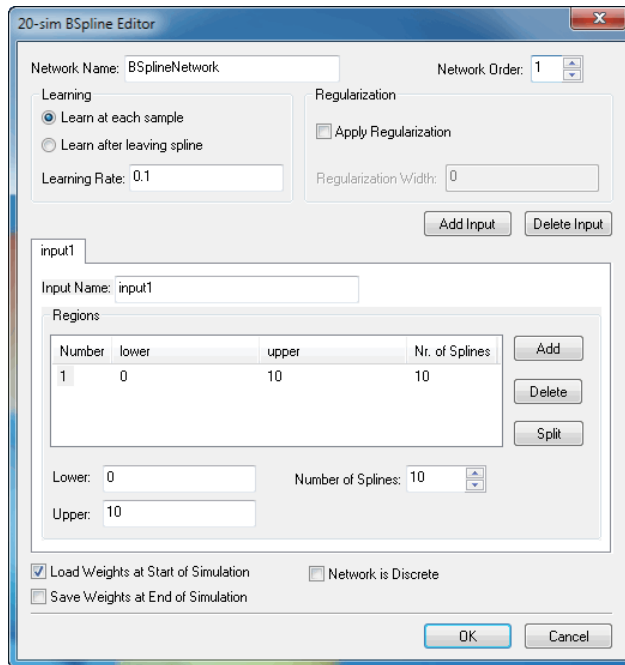 20-sim BSpline Editor
Network Name: BSplineNetwork Network Order: 1
Learning Regularization
Learn at each sample Apply Regularization
Learn after leaving spline
Learning Rate: 0.1 Regularization Width: 0
Add Input Delete Input
input1
Input Name: input1
Regions
Number lower upper Nr. of Splines Add
1 0 10 10
Delete
Split
Lower: 0 Number of Splines: 10
Upper: 10
Load Weights at Start of Simulation Network is Discrete
Save Weights at End of Simulation
OK Cancel